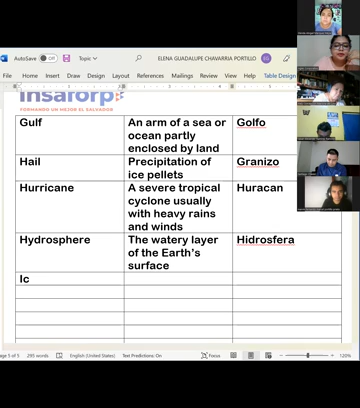 AutoSave Off Topic ELENA GUADALUPE CHAVARRIA PORTILLO EG
File Home Insert Draw Design Layout References Mailings Review View Help Table Design
Insaforp
FORMANDO UN MEJOR EL SALVADOR
Gulf An arm of a sea or ocean partly enclosed by land Golfo
Hail Precipitation of ice pellets Granizo
Hurricane A severe tropical cyclone usually with heavy rains and winds Huracan
Hydrosphere The watery layer of the Earth's surface Hidrosfera
Ic
295 words English (United States) Text Predictions: On Focus 120%